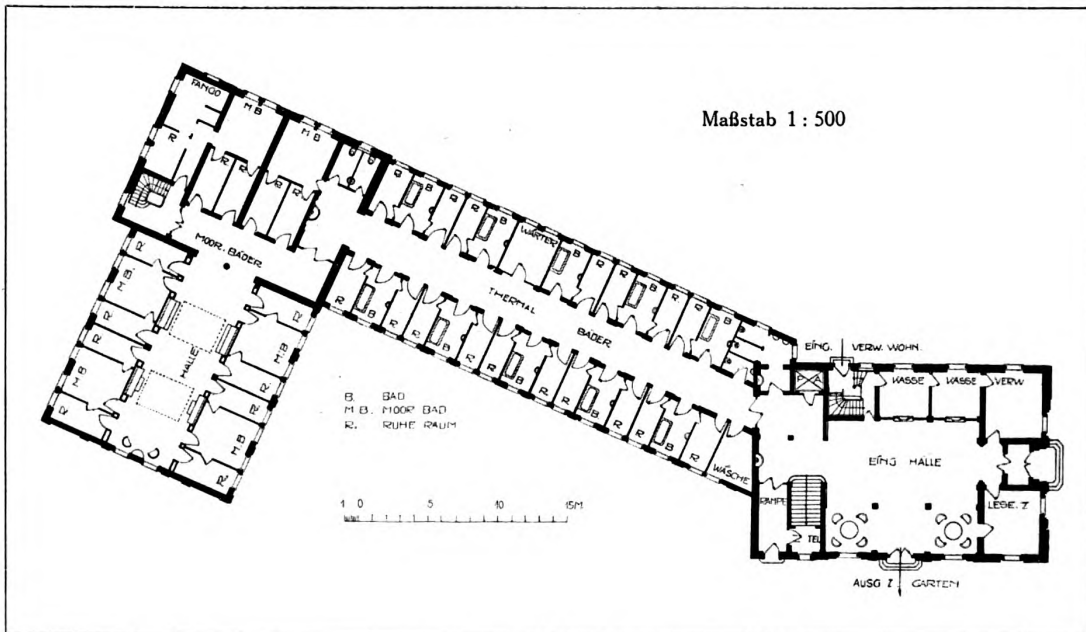 Maßstab 1 : 500
FANGO
M B
M B
R
R
R
R
R
MOOR. BÄDER
R.
M B.
R
R
M B
R
HALLE
R
M B
R
R
M B
R.
R
B
R
R
B
WÄRTER
B
R
R
B
R
R
B
THERMAL BÄDER
R
B
R
R
B
R
R
B
R
R
B
R
R
B
R
WÄSCHE
B. BAD
M B. MOOR BAD
R. RUHE RAUM
1 0 5 10 15M
EING. VERW. WOHN.
KASSE
KASSE
VERW
EING HALLE
RAMPE
TEL
LESE. Z
AUSG Z GARTEN